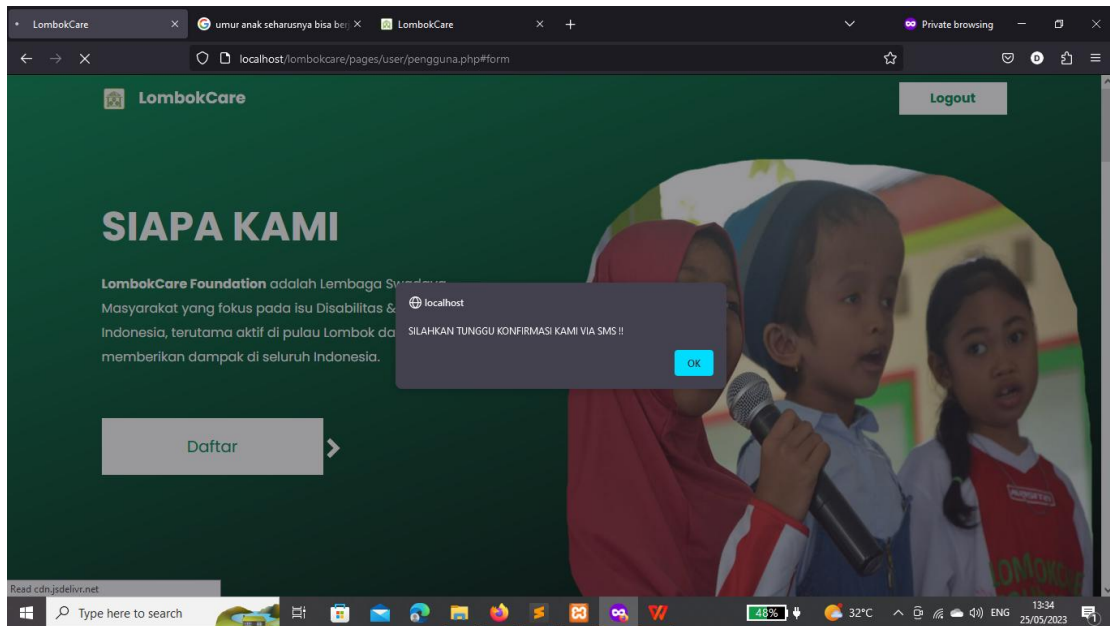 LombokCare
umur anak seharusnya bisa ber
LombokCare
Private browsing
localhost/lombokcare/pages/user/pengguna.php#form
LombokCare
Logout
SIAPA KAMI
LombokCare Foundation adalah Lembaga
Masyarakat yang fokus pada isu Disabilitas &
Indonesia, terutama aktif di pulau Lombok da
memberikan dampak di seluruh Indonesia.
localhost
SILAHKAN TUNGGU KONFIRMASI KAMI VIA SMS !!
OK
Daftar
Read cdn.jsdelivr.net
Type here to search
48%
32°C
ENG
13:34
25/05/2023